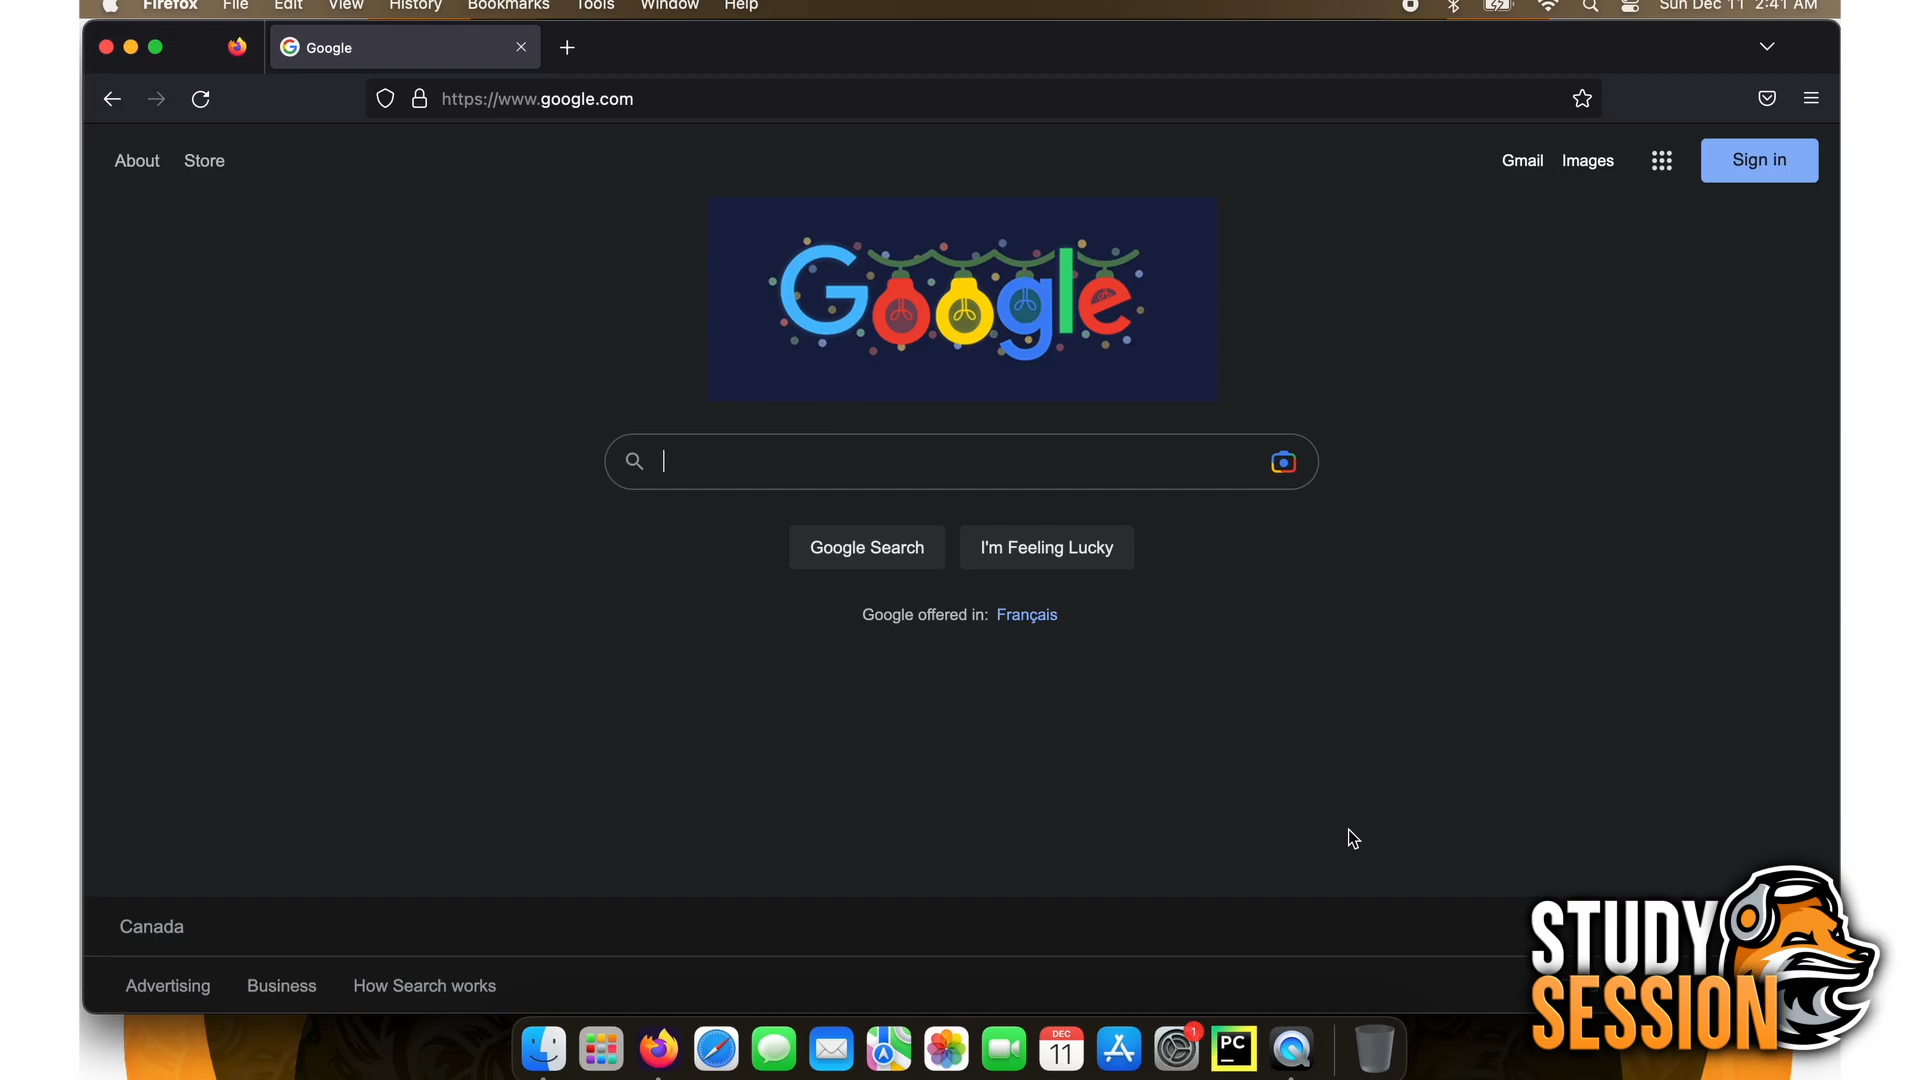 Firefox File Edit View History Bookmarks Tools Window Help Sun Dec 11 2:41 AM
Google
https://www.google.com
About Store Gmail Images Sign in
Google
Google Search I'm Feeling Lucky
Google offered in: Français
Canada
Advertising Business How Search works
STUDY
SESSION
DEC
11
1
PC